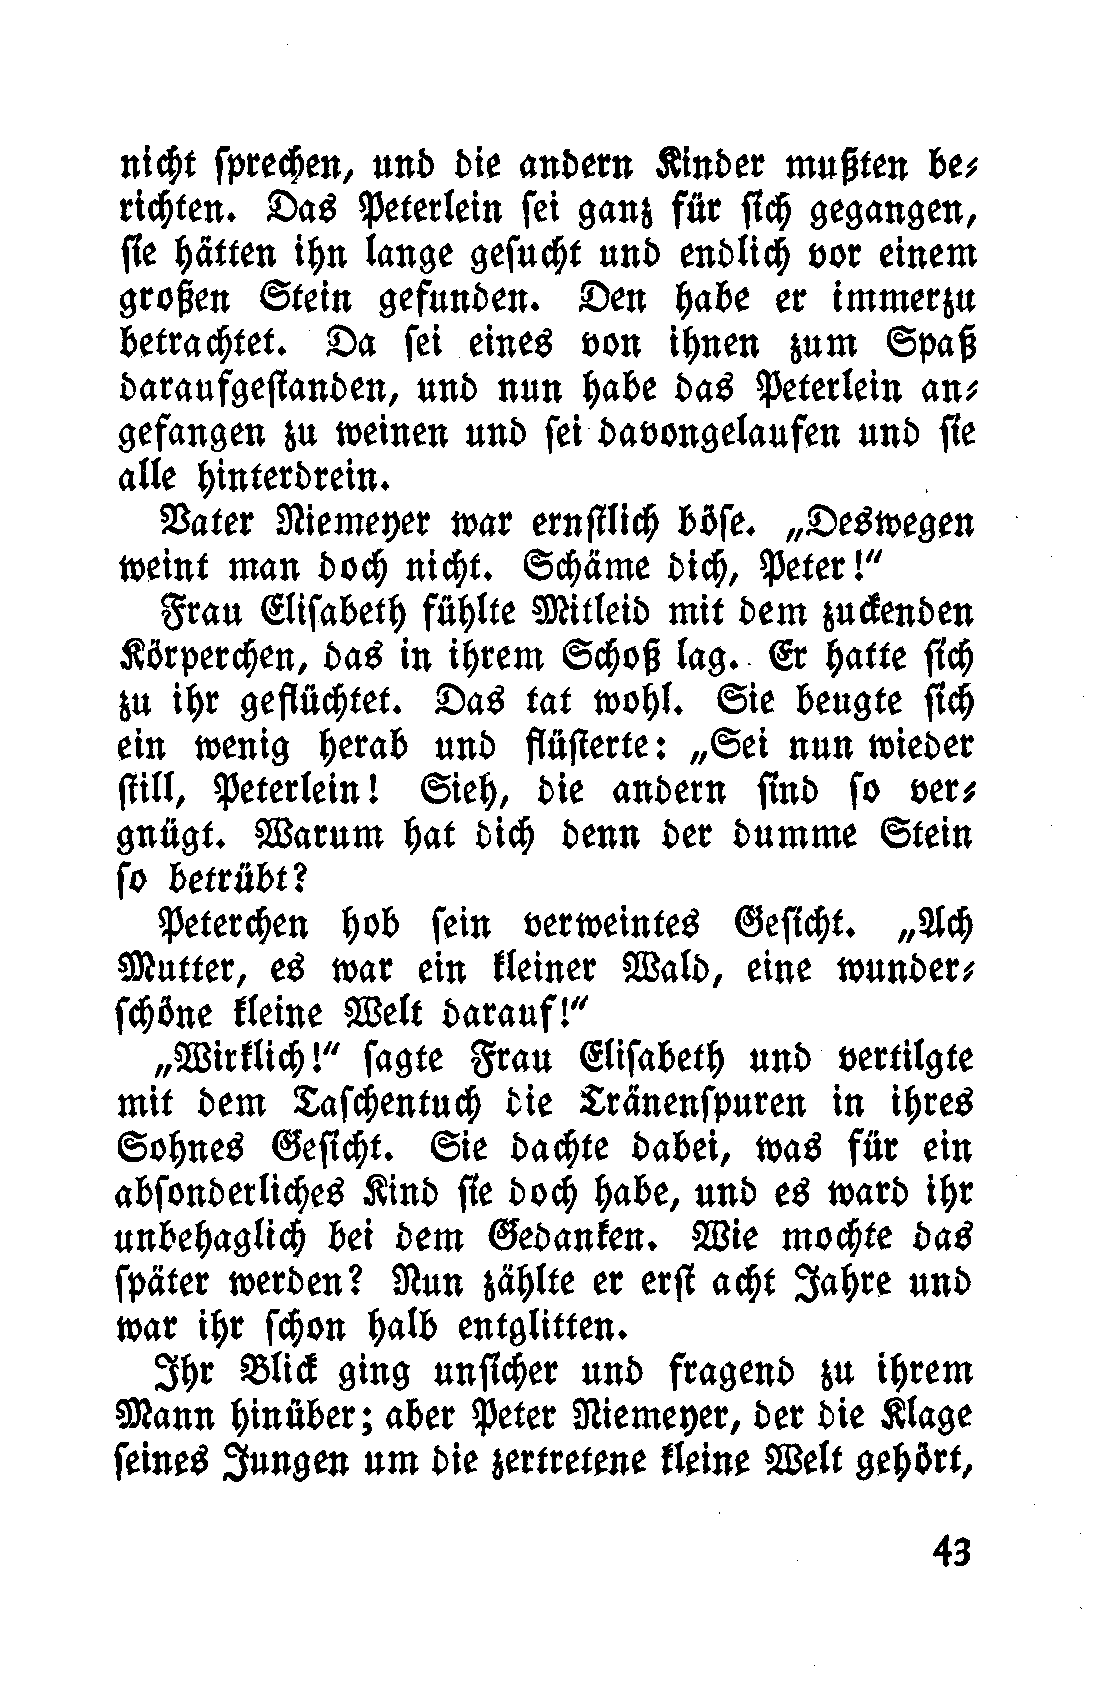 nicht sprechen, und die andern Kinder mußten be⸗
richten. Das Peterlein sei ganz für sich gegangen,
sie hätten ihn lange gesucht und endlich vor einem
großen Stein gefunden. Den habe er immerzu
betrachtet. Da sei eines von ihnen zum Spaß
daraufgestanden, und nun habe das Peterlein an⸗
gefangen zu weinen und sei davongelaufen und sie
alle hinterdrein.
Vater Niemeyer war ernstlich böse. „Deswegen
weint man doch nicht. Schäme dich, Peter!“
Frau Elisabeth fühlte Mitleid mit dem zuckenden
Körperchen, das in ihrem Schoß lag. Er hatte sich
zu ihr geflüchtet. Das tat wohl. Sie beugte sich
ein wenig herab und flüsterte: „Sei nun wieder
still, Peterlein! Sieh, die andern sind so ver⸗
gnügt. Warum hat dich denn der dumme Stein
so betrübt?
Peterchen hob sein verweintes Gesicht. „Ach
Mutter, es war ein kleiner Wald, eine wunder⸗
schöne kleine Welt darauf!“
„Wirklich!“ sagte Frau Elisabeth und vertilgte
mit dem Taschentuch die Tränenspuren in ihres
Sohnes Gesicht. Sie dachte dabei, was für ein
absonderliches Kind sie doch habe, und es ward ihr
unbehaglich bei dem Gedanken. Wie mochte das
später werden? Nun zählte er erst acht Jahre und
war ihr schon halb entglitten.
Ihr Blick ging unsicher und fragend zu ihrem
Mann hinüber; aber Peter Niemeyer, der die Klage
seines Jungen um die zertretene kleine Welt gehört,
43